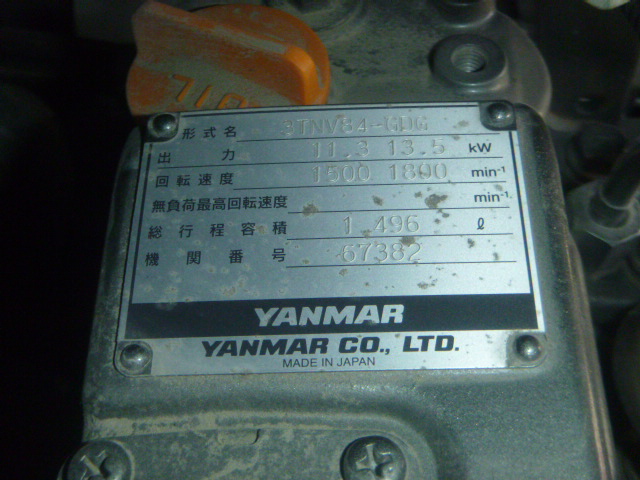 OIL
形式名 3TNV84-GDG
出力 11.3 13.5 kW
回転速度 1500 1800 min-1
無負荷最高回転速度 min-1
総行程容積 1.496 ℓ
機関番号 67382
YANMAR
YANMAR CO., LTD.
MADE IN JAPAN